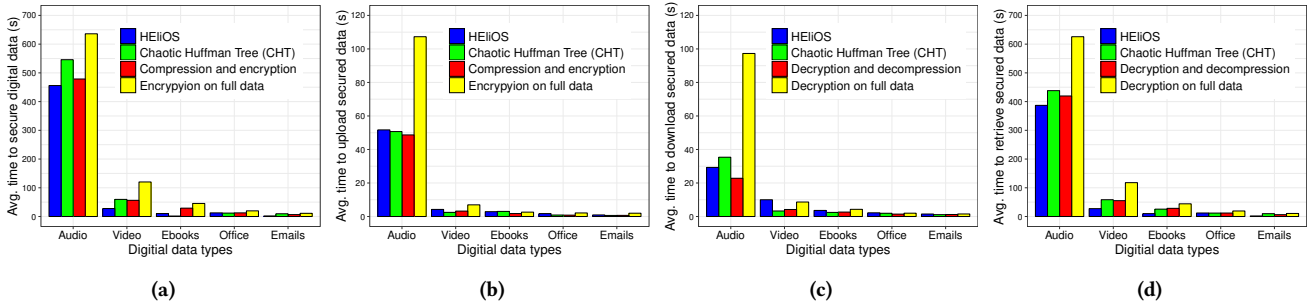 Avg. time to secure digital data (s)
700
600
500
400
300
200
100
0
HEliOS
Chaotic Huffman Tree (CHT)
Compression and encryption
Encrypyion on full data
Audio Video Ebooks Office Emails
Digitial data types
(a)
Avg. time to upload secured data (s)
120
100
80
60
40
20
0
HEliOS
Chaotic Huffman Tree (CHT)
Compression and encryption
Encrypyion on full data
Audio Video Ebooks Office Emails
Digitial data types
(b)
Avg. time to download secured data (s)
120
100
80
60
40
20
0
HEliOS
Chaotic Huffman Tree (CHT)
Decryption and decompression
Decryption on full data
Audio Video Ebooks Office Emails
Digitial data types
(c)
Avg. time to retrieve secured data (s)
700
600
500
400
300
200
100
0
HEliOS
Chaotic Huffman Tree (CHT)
Decryption and decompression
Decryption on full data
Audio Video Ebooks Office Emails
Digitial data types
(d)